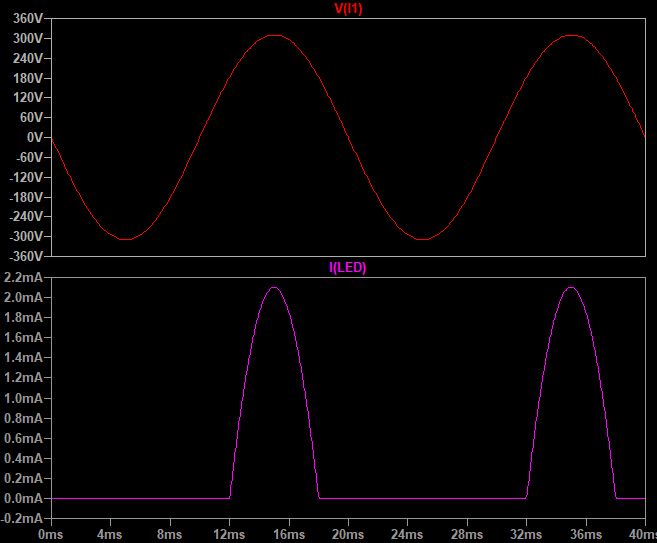 V(l1)
360V
300V
240V
180V
120V
60V
0V
-60V
-120V
-180V
-240V
-300V
-360V
I(LED)
2.2mA
2.0mA
1.8mA
1.6mA
1.4mA
1.2mA
1.0mA
0.8mA
0.6mA
0.4mA
0.2mA
0.0mA
-0.2mA
0ms 4ms 8ms 12ms 16ms 20ms 24ms 28ms 32ms 36ms 40ms